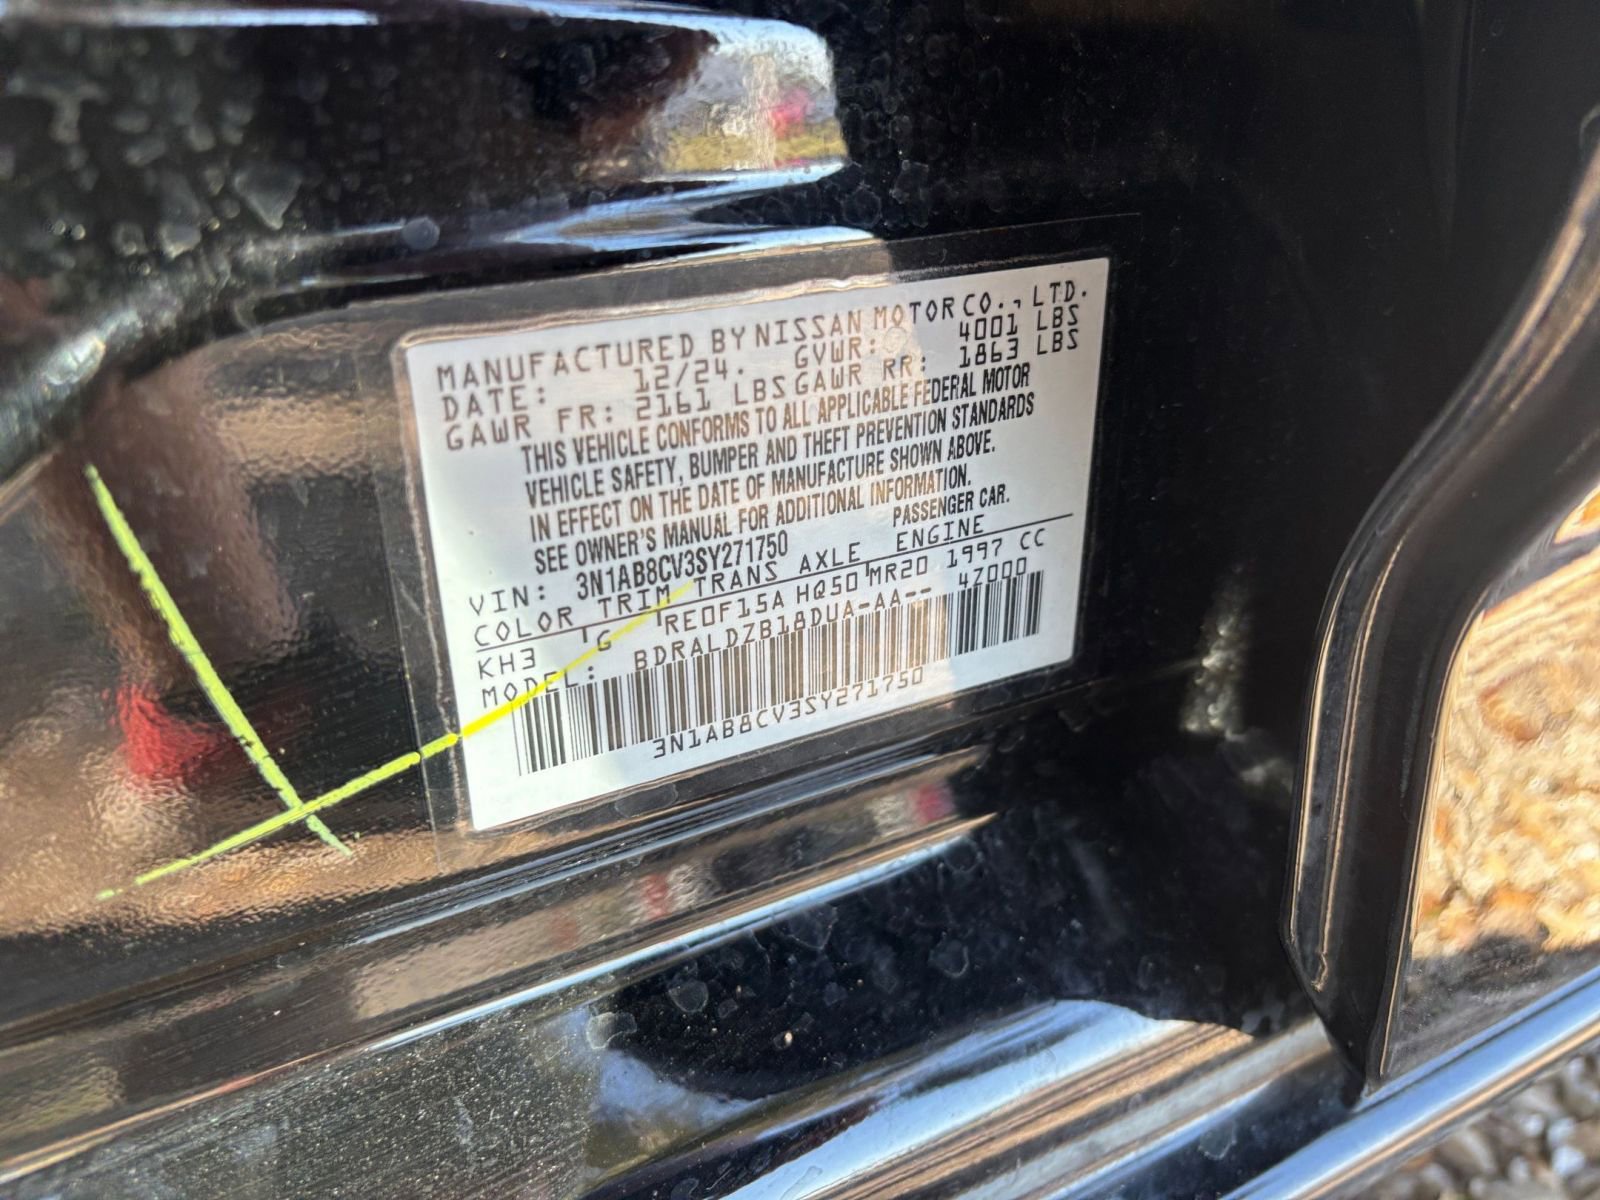 MANUFACTURED BY NISSAN MOTOR CO., LTD.
DATE: 12/24. GVWR: 4001 LBS
GAWR FR: 2161 LBS GAWR RR: 1863 LBS
THIS VEHICLE CONFORMS TO ALL APPLICABLE FEDERAL MOTOR
VEHICLE SAFETY, BUMPER AND THEFT PREVENTION STANDARDS
IN EFFECT ON THE DATE OF MANUFACTURE SHOWN ABOVE.
SEE OWNER'S MANUAL FOR ADDITIONAL INFORMATION.
VIN: 3N1AB8CV3SY271750 PASSENGER CAR.
COLOR TRIM TRANS AXLE ENGINE
KH3 G RE0F15A HQ50 MR20 1997 CC
MODEL: BDRALDZB18DUA-AA-- 47000
3N1AB8CV3SY271750